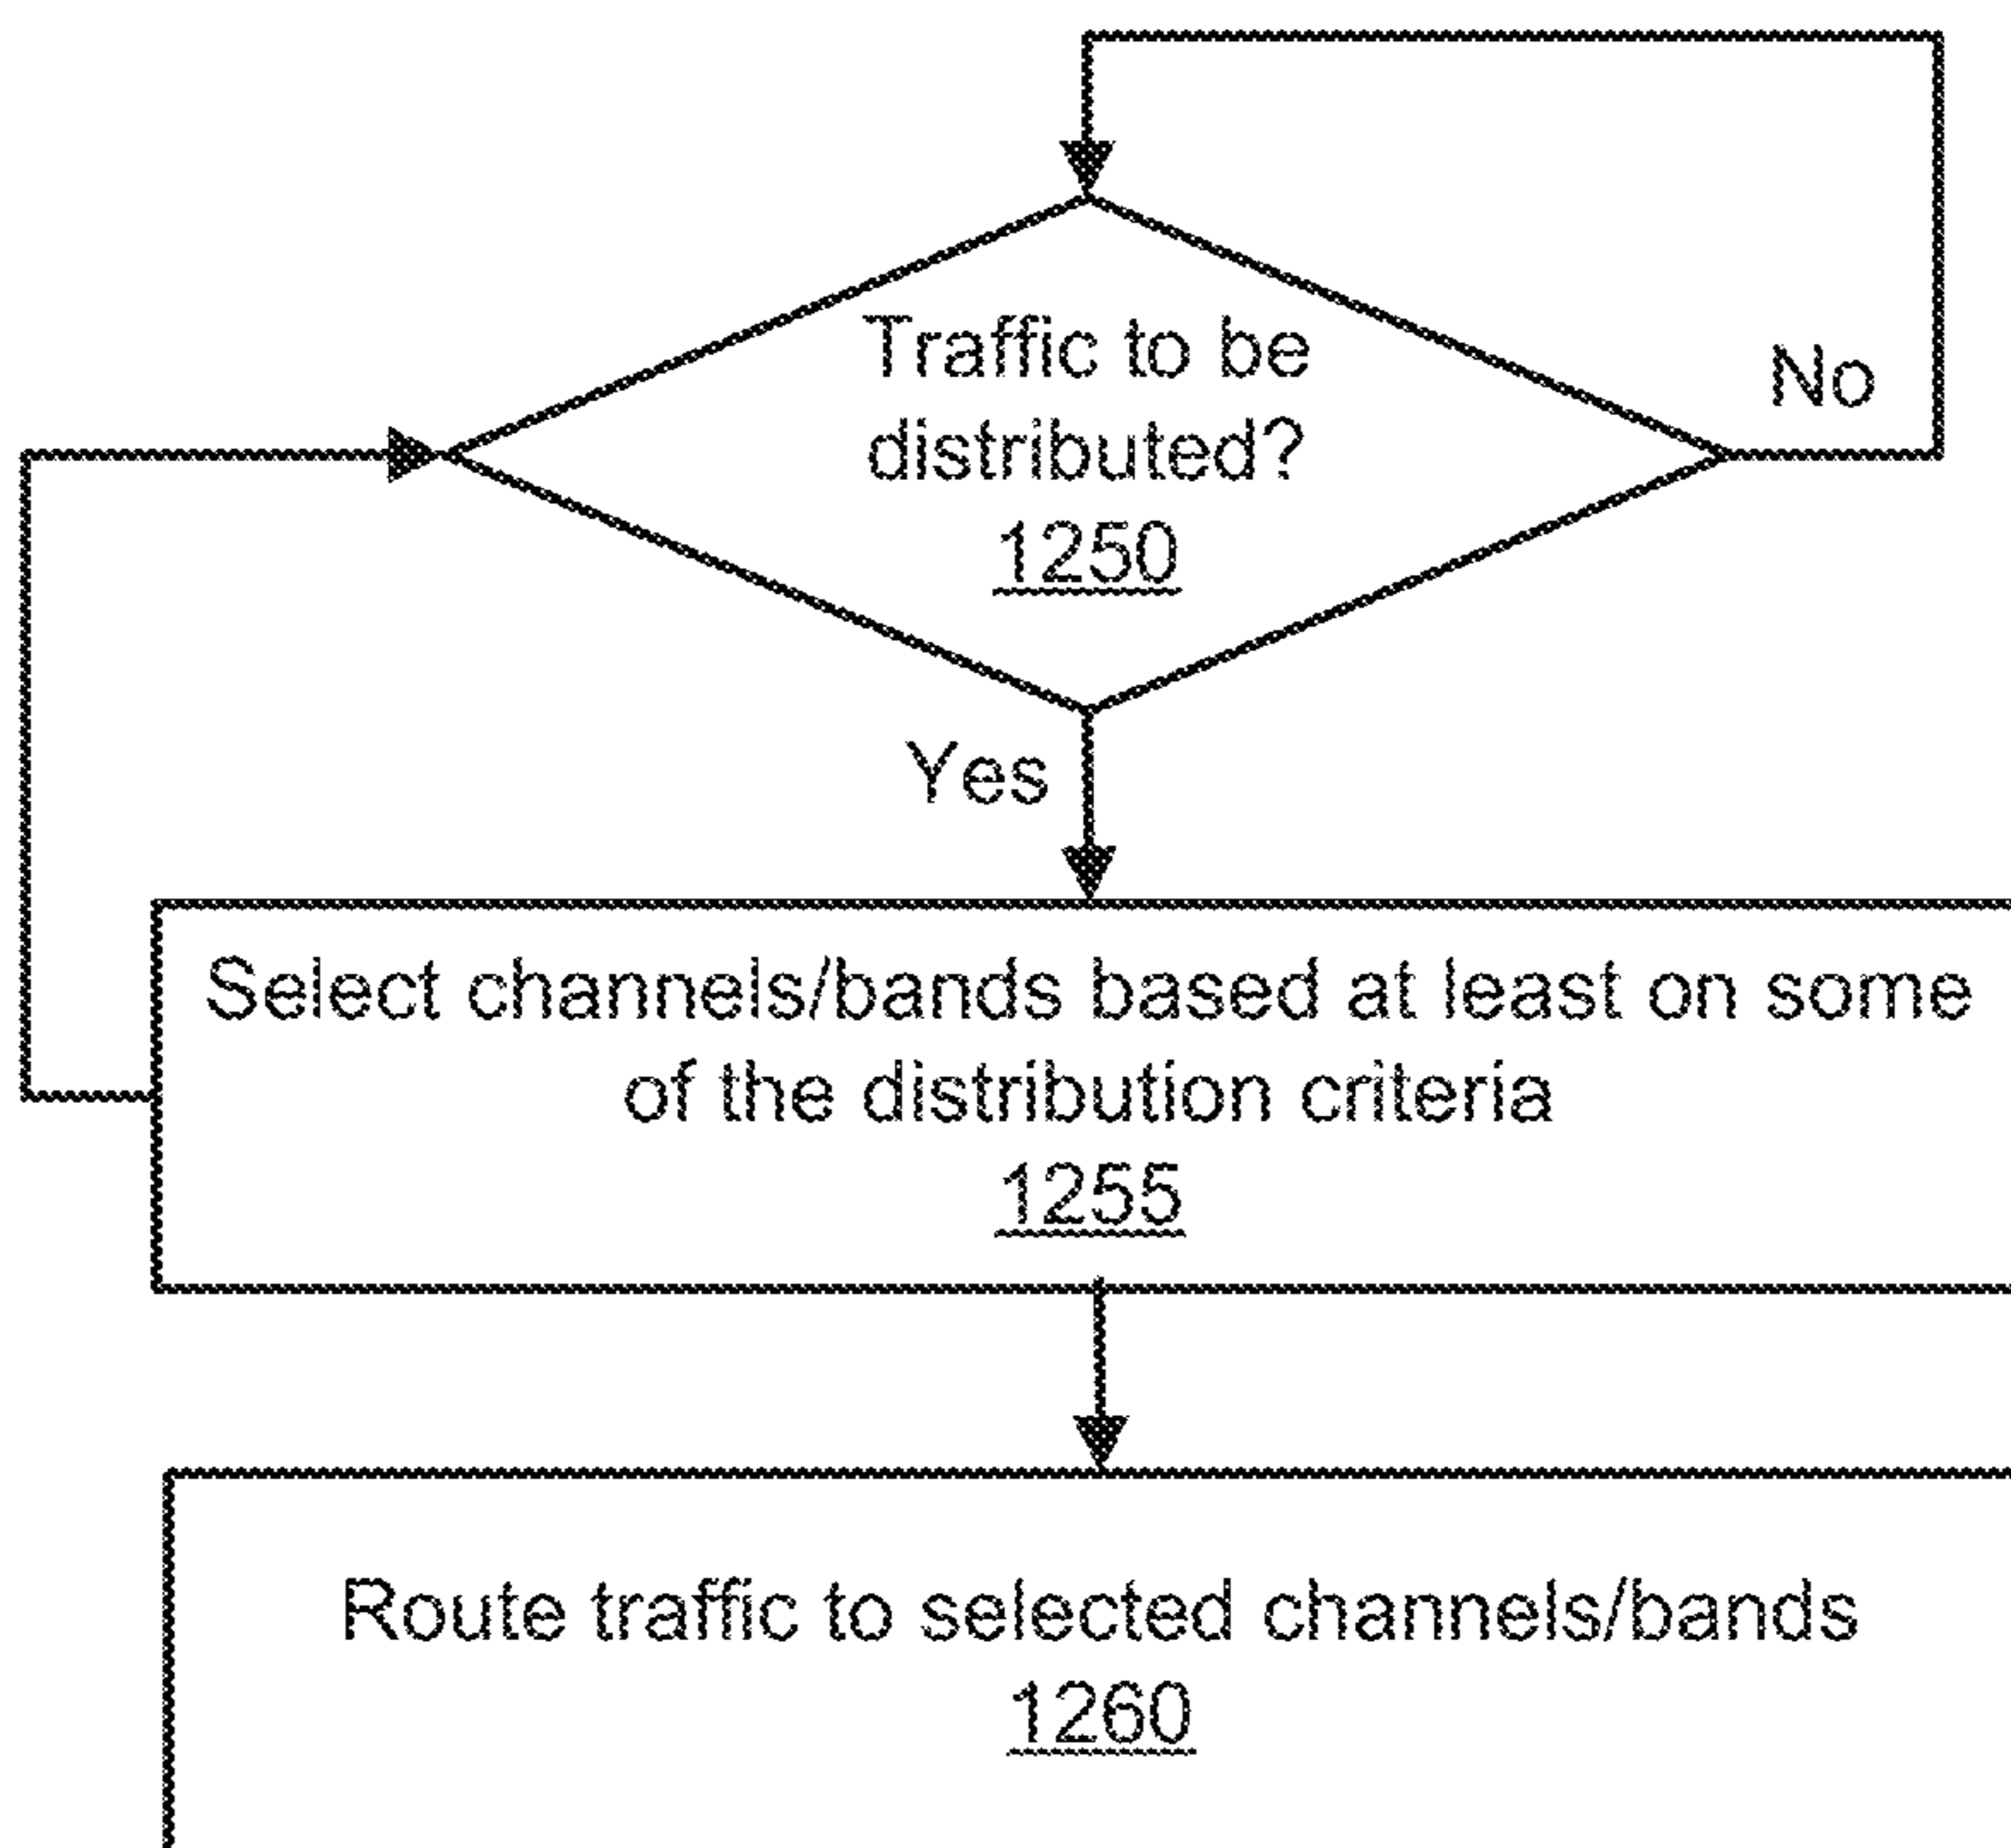 Traffic to be
distributed?
1250
No
Yes
Select channels/bands based at least on some
of the distribution criteria
1255
Route traffic to selected channels/bands
1260